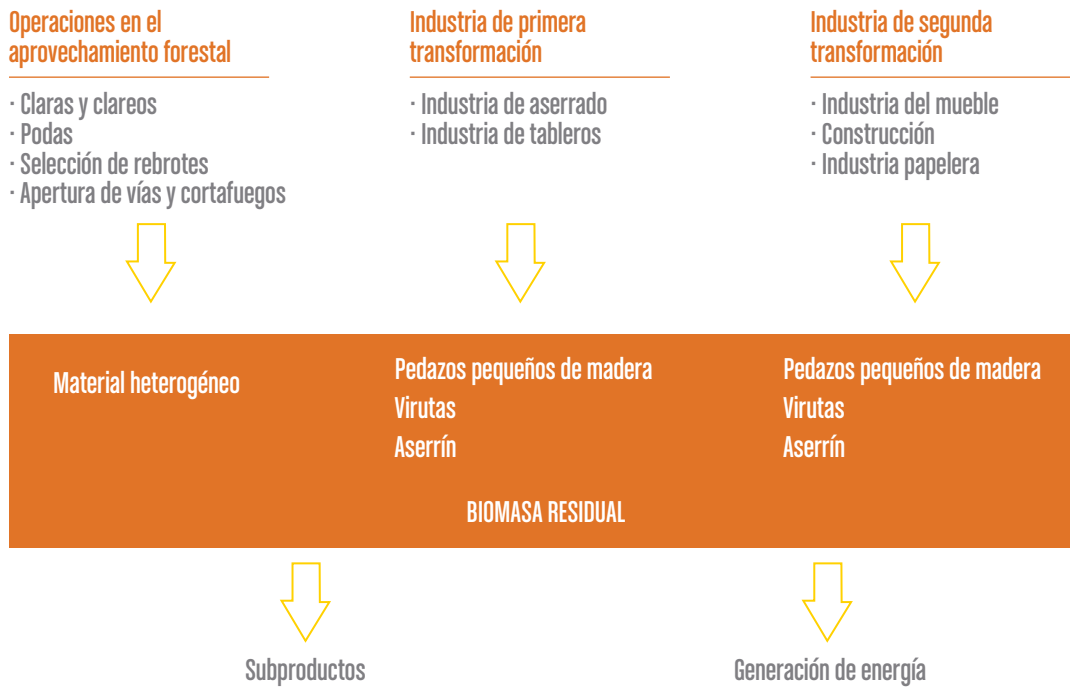 Operaciones en el
aprovechamiento forestal
· Claras y clareos
· Podas
· Selección de rebrotes
· Apertura de vías y cortafuegos
Industria de primera
transformación
· Industria de aserrado
· Industria de tableros
Industria de segunda
transformación
· Industria del mueble
· Construcción
· Industria papelera
Material heterogéneo
Pedazos pequeños de madera
Virutas
Aserrín
Pedazos pequeños de madera
Virutas
Aserrín
BIOMASA RESIDUAL
Subproductos
Generación de energía